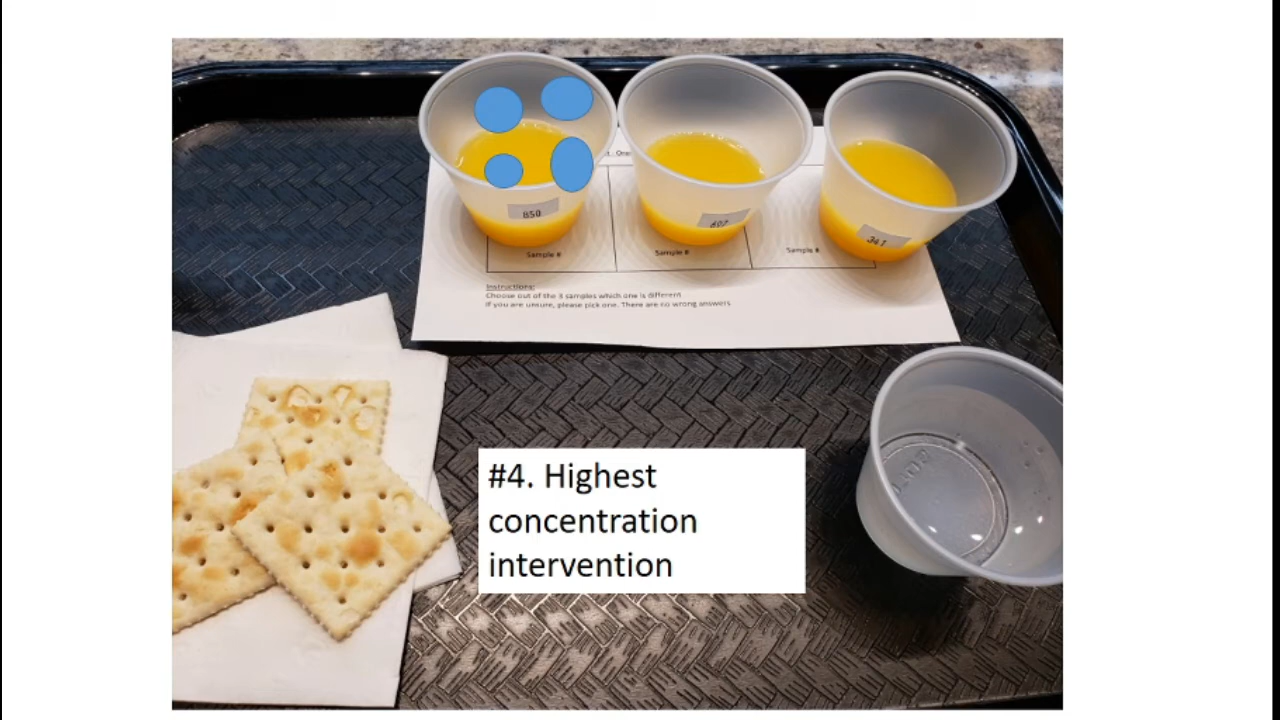 850
607
341
Sample #
Sample #
Sample #
Instructions:
Choose out of the 3 samples which one is different
If you are unsure, please pick one. There are no wrong answers
#4. Highest
concentration
intervention